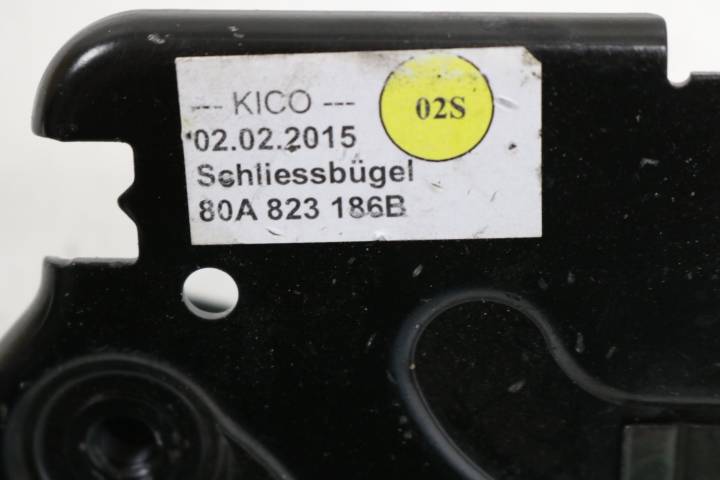 --- KICO ---
02S
02.02.2015
Schliessbügel
80A 823 186B